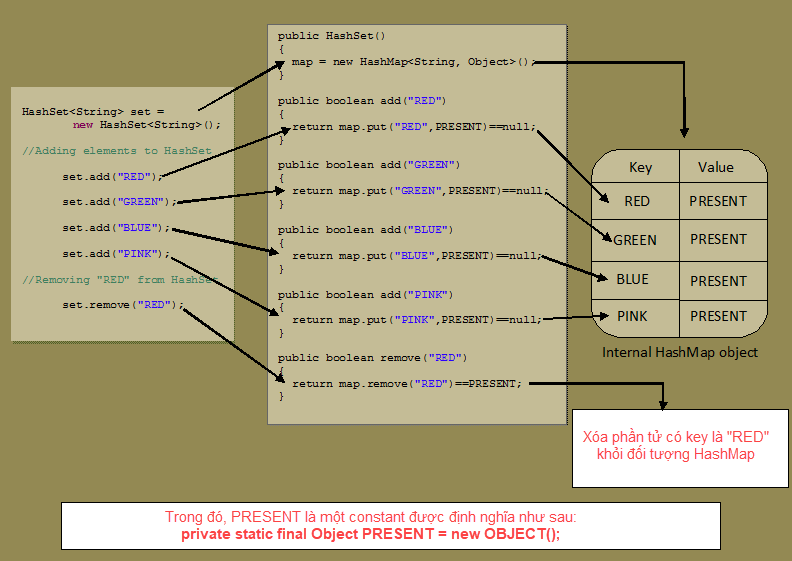 HashSet<String> set =
new HashSet<String>();
//Adding elements to HashSet
set.add("RED");
set.add("GREEN");
set.add("BLUE");
set.add("PINK");
//Removing "RED" from HashSet
set.remove("RED");
public HashSet()
{
map = new HashMap<String, Object>();
}
public boolean add("RED")
{
return map.put("RED",PRESENT)==null;
}
public boolean add("GREEN")
{
return map.put("GREEN",PRESENT)==null;
}
public boolean add("BLUE")
{
return map.put("BLUE",PRESENT)==null;
}
public boolean add("PINK")
{
return map.put("PINK",PRESENT)==null;
}
public boolean remove("RED")
{
return map.remove("RED")==PRESENT;
}
Key Value
RED PRESENT
GREEN PRESENT
BLUE PRESENT
PINK PRESENT
Internal HashMap object
Xóa phần tử có key là "RED"
khỏi đối tượng HashMap
Trong đó, PRESENT là một constant được định nghĩa như sau:
private static final Object PRESENT = new OBJECT();